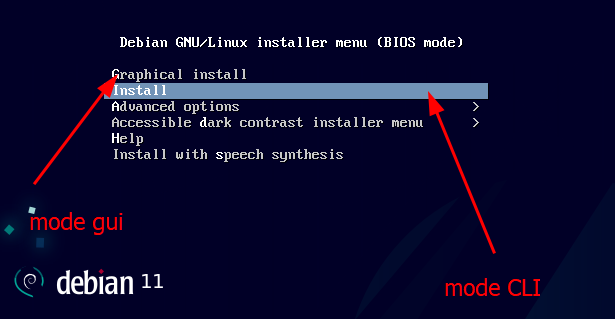 Debian GNU/Linux installer menu (BIOS mode)
Graphical install
Install
Advanced options >
Accessible dark contrast installer menu >
Help
Install with speech synthesis
mode gui
debian 11
mode CLI